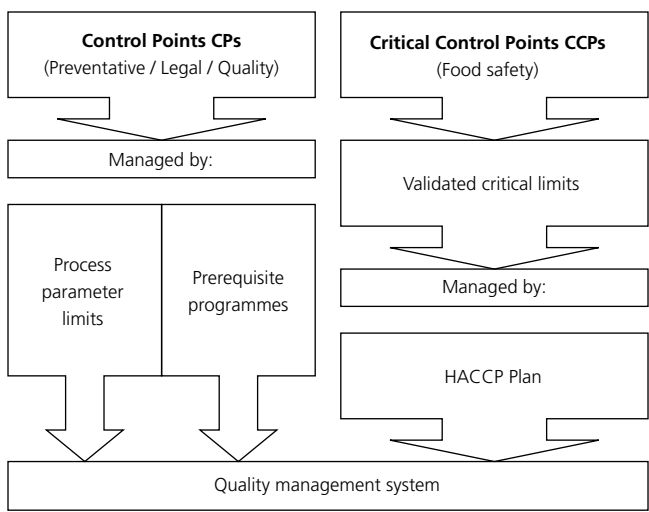 Control Points CPs
(Preventative / Legal / Quality)
Managed by:
Process
parameter
limits
Prerequisite
programmes
Critical Control Points CCPs
(Food safety)
Validated critical limits
Managed by:
HACCP Plan
Quality management system